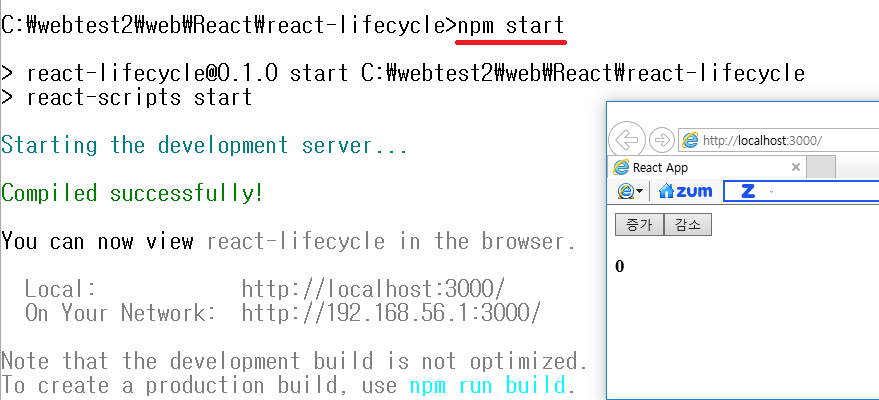 C:₩webtest2₩web₩React₩react-lifecycle>npm start
> react-lifecycle@0.1.0 start C:₩webtest2₩web₩React₩react-lifecycle
> react-scripts start
Starting the development server...
Compiled successfully!
You can now view react-lifecycle in the browser.
Local: http://localhost:3000/
On Your Network: http://192.168.56.1:3000/
Note that the development build is not optimized.
To create a production build, use npm run build.
http://localhost:3000/
React App
zum
Z
증가 감소
0